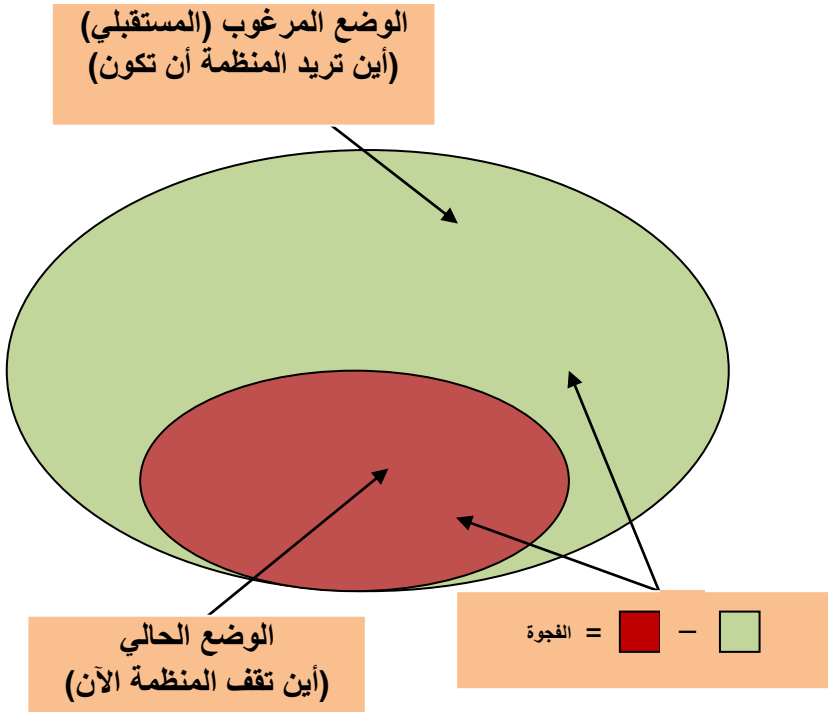 الوضع المرغوب (المستقبلي)
(أين تريد المنظمة أن تكون)
الوضع الحالي
(أين تقف المنظمة الآن)
− = الفجوة